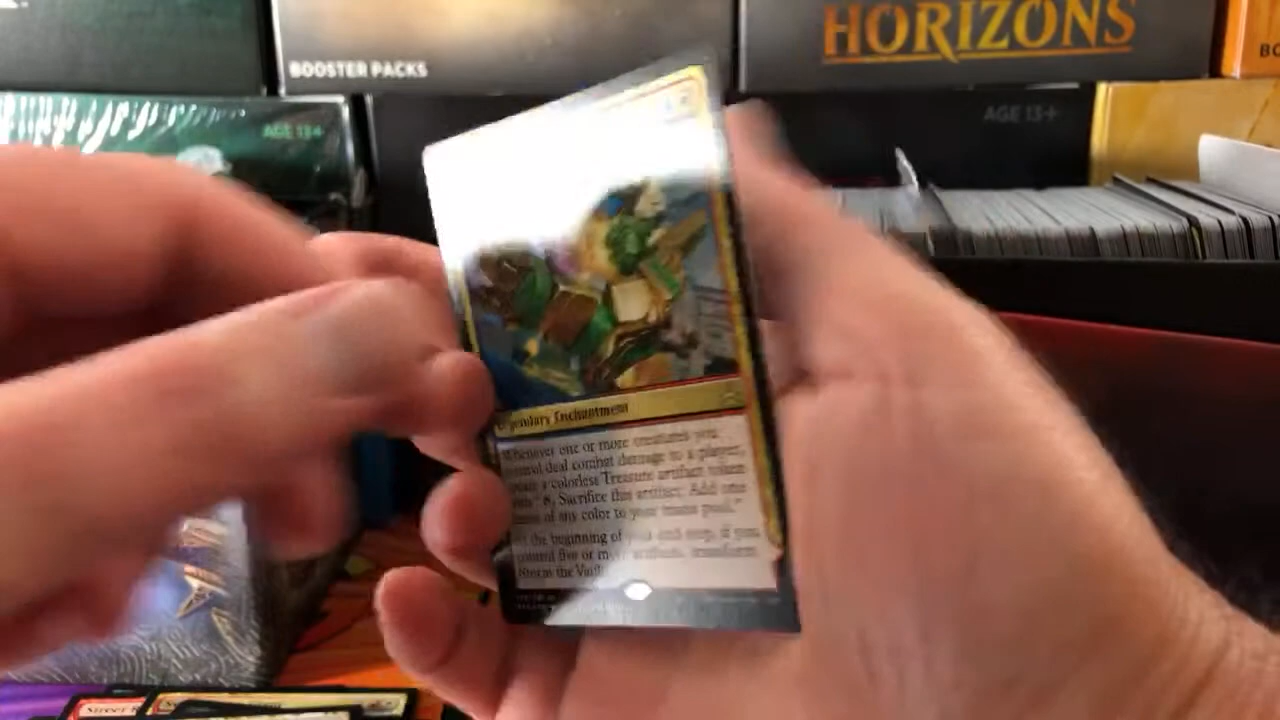 HORIZONS
BOOSTER PACKS
AGE 13+
AGE 13+
Legendary Enchantment
Whenever one or more creatures you
control deal combat damage to a player,
create a colorless Treasure artifact token
with ", Sacrifice this artifact: Add one
mana of any color to your mana pool."
At the beginning of your end step, if you
control five or more artifacts, transform
Storm the Vault.
Street